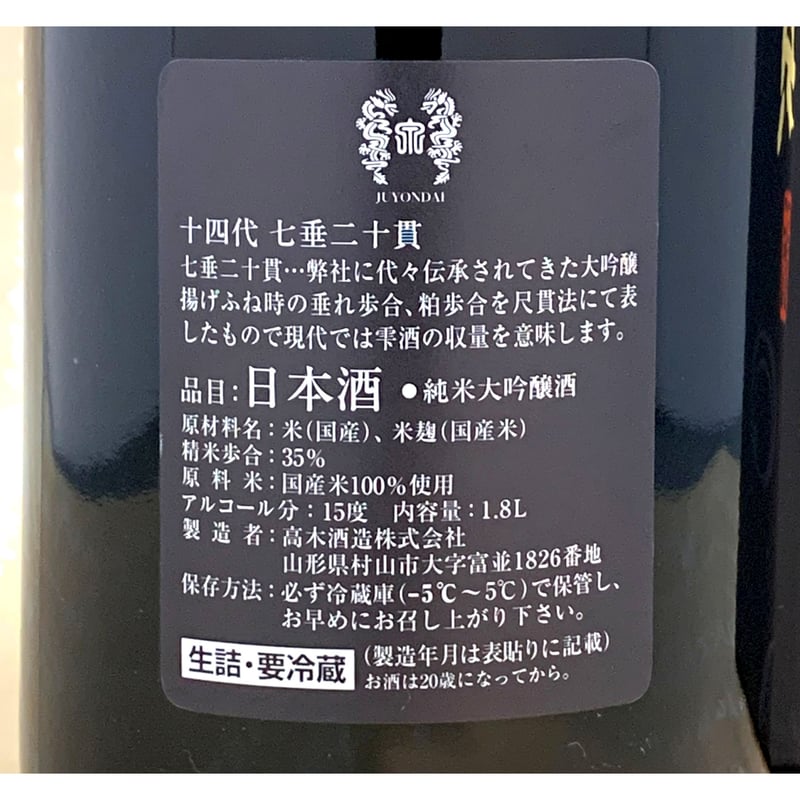 JUYONDAI
十四代 七垂二十貫
七垂二十貫…弊社に代々伝承されてきた大吟醸
揚げふね時の垂れ歩合、粕歩合を尺貫法にて表
したもので現代では雫酒の収量を意味します。
品目：日本酒 ●純米大吟醸酒
原材料名：米（国産）、米麹（国産米）
精米歩合：35%
原料米：国産米100%使用
アルコール分：15度 内容量：1.8L
製造者：高木酒造株式会社
山形県村山市大字富並1826番地
保存方法：必ず冷蔵庫（-5℃～5℃）で保管し、
お早めにお召し上がり下さい。
生詰・要冷蔵 （製造年月は表貼りに記載）
お酒は20歳になってから。